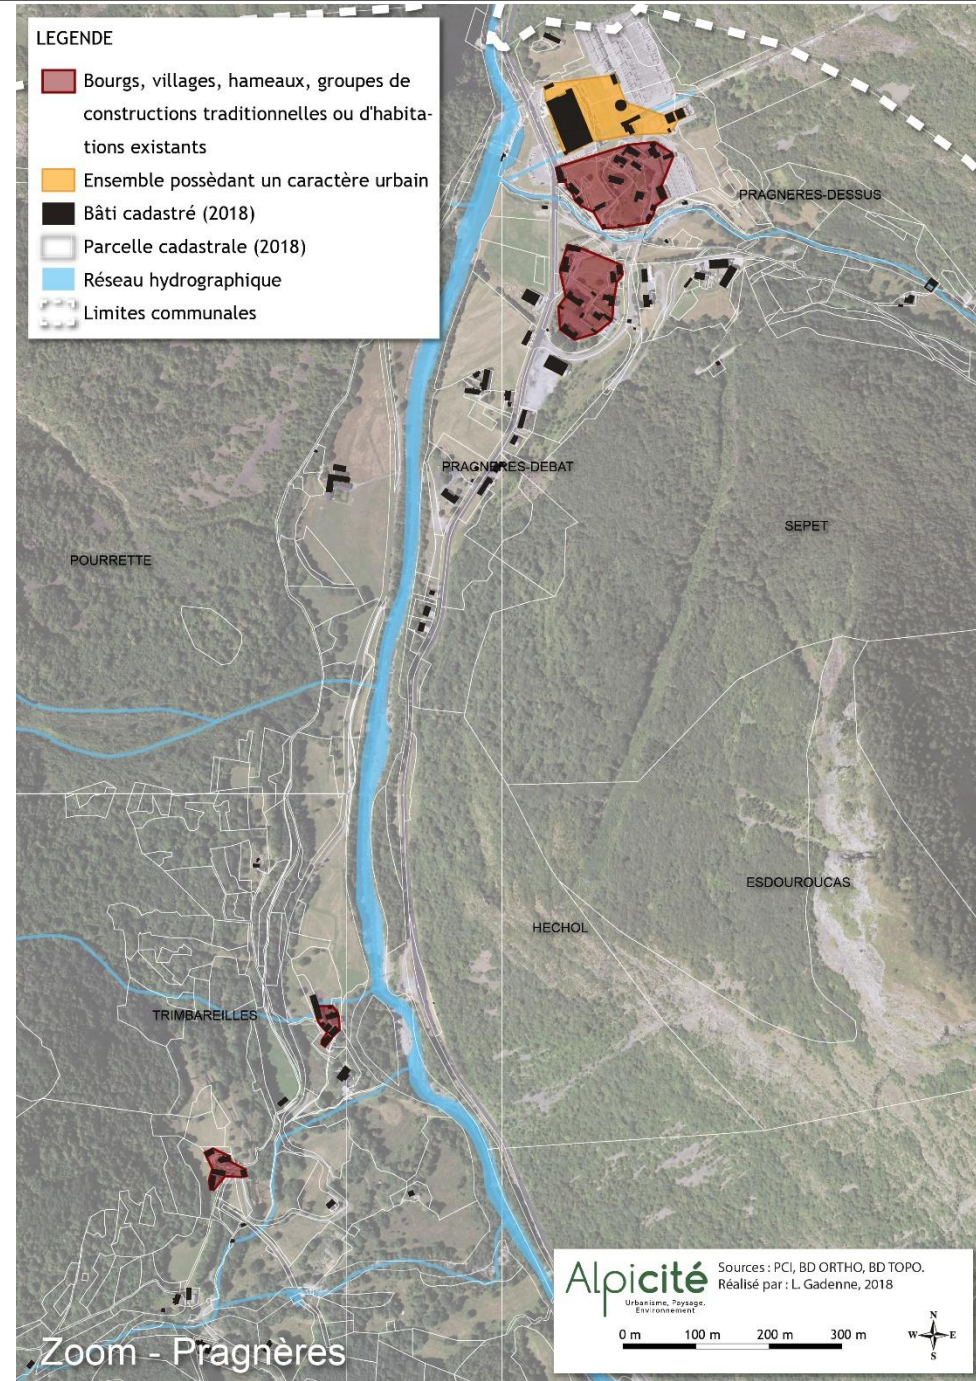 LEGENDE
Bourgs, villages, hameaux, groupes de
constructions traditionnelles ou d'habita-
tions existants
Ensemble possèdant un caractère urbain
Bâti cadastré (2018)
Parcelle cadastrale (2018)
Réseau hydrographique
Limites communales
PRAGNERES-DESSUS
PRAGNERES-DEBAT
SEPET
POURRETTE
ESDOUROUCAS
HECHOL
TRIMBAREILLES
Alpicité
Urbanisme, Paysage,
Environnement
Sources : PCI, BD ORTHO, BD TOPO.
Réalisé par : L. Gadenne, 2018
0 m 100 m 200 m 300 m
N
W E
S
Zoom - Pragnères